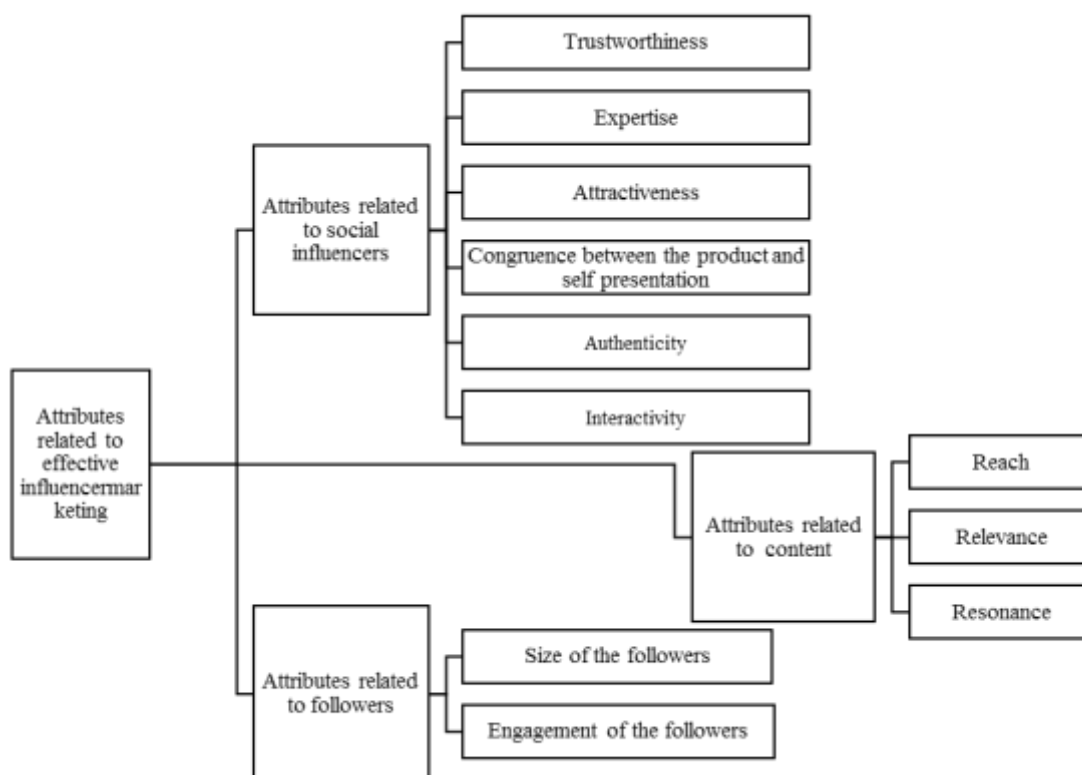 Attributes
related to
effective
influencermar
keting
Attributes related
to social
influencers
Trustworthiness
Expertise
Attractiveness
Congruence between the product and
self presentation
Authenticity
Interactivity
Attributes related
to content
Reach
Relevance
Resonance
Attributes related
to followers
Size of the followers
Engagement of the followers